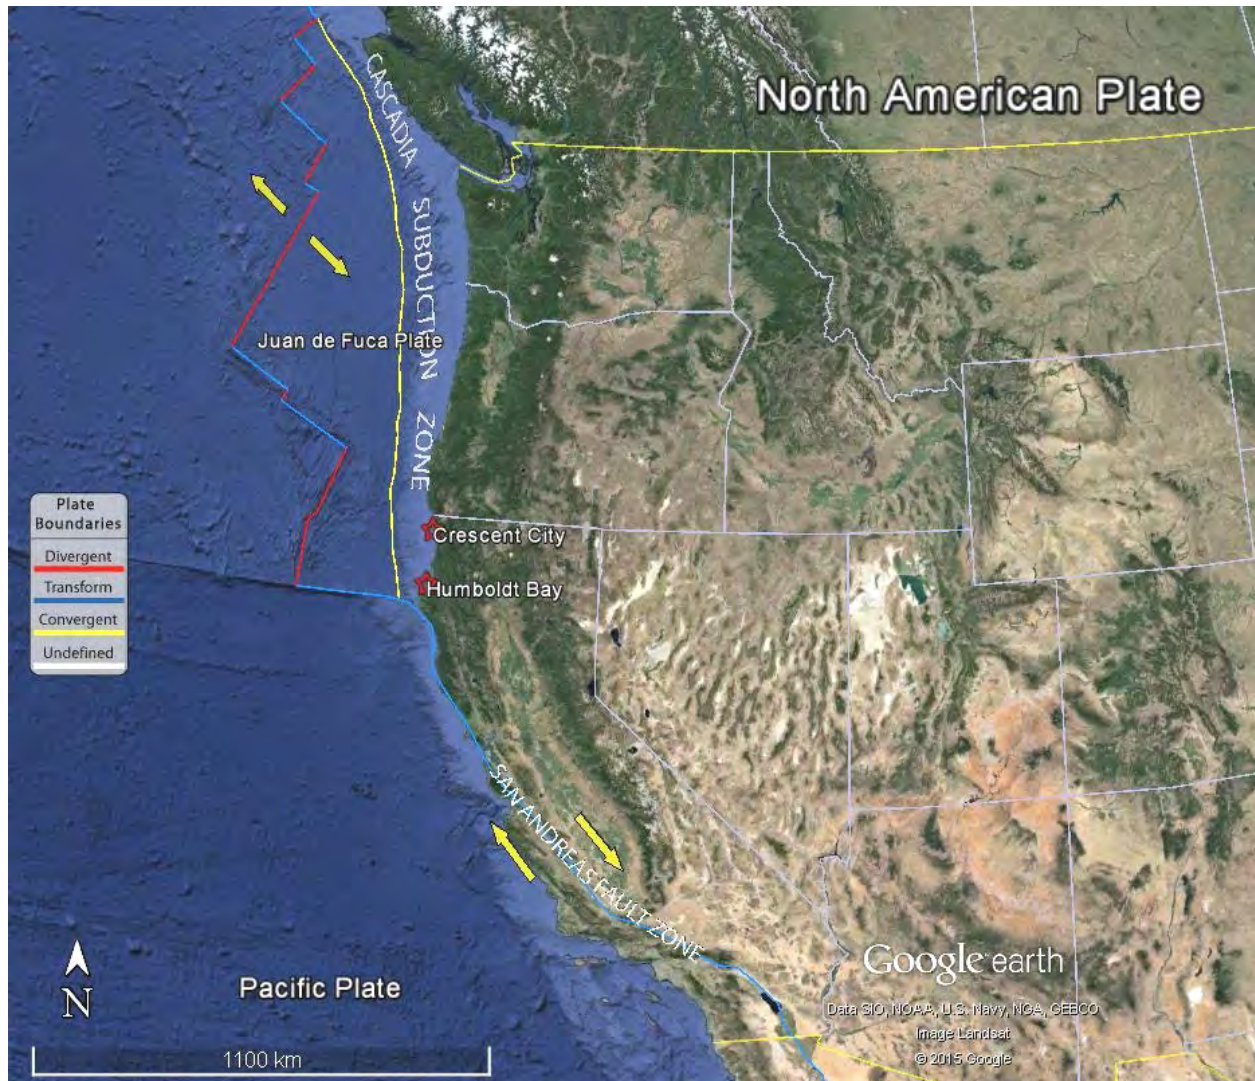 North American Plate
CASCADIA SUBDUCTION ZONE
Juan de Fuca Plate
Plate
Boundaries
Divergent
Transform
Convergent
Undefined
Crescent City
Humboldt Bay
SAN ANDREAS FAULT ZONE
Pacific Plate
N
1100 km
Google earth
Data SIO, NOAA, U.S. Navy, NGA, GEBCO
Image Landsat
© 2015 Google